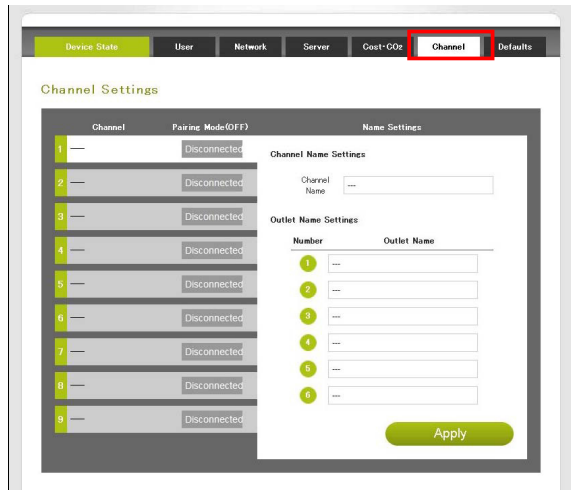 Device State User Network Server Cost・CO2 Channel Defaults
Channel Settings
Channel Pairing Mode(OFF) Name Settings
1 --- Disconnected
2 --- Disconnected
3 --- Disconnected
4 --- Disconnected
5 --- Disconnected
6 --- Disconnected
7 --- Disconnected
8 --- Disconnected
9 --- Disconnected
Channel Name Settings
Channel
Name
---
Outlet Name Settings
Number Outlet Name
1 ---
2 ---
3 ---
4 ---
5 ---
6 ---
Apply